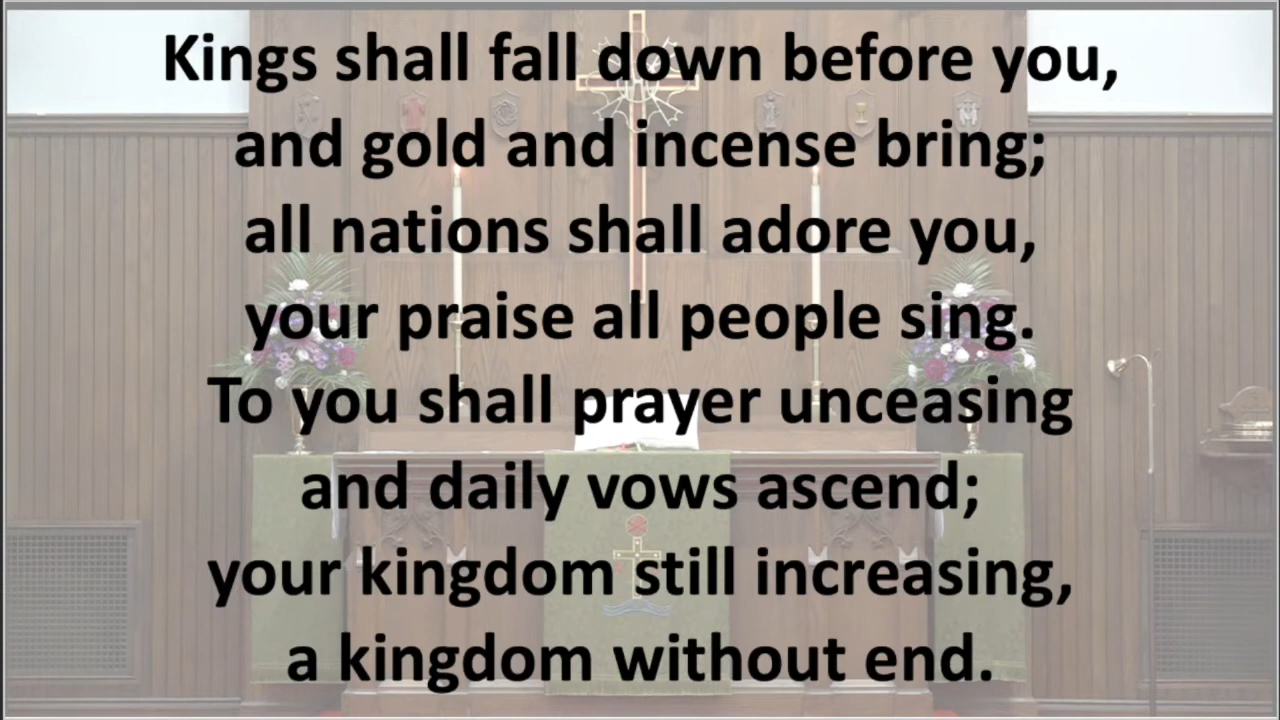 Kings shall fall down before you,
and gold and incense bring;
all nations shall adore you,
your praise all people sing.
To you shall prayer unceasing
and daily vows ascend;
your kingdom still increasing,
a kingdom without end.